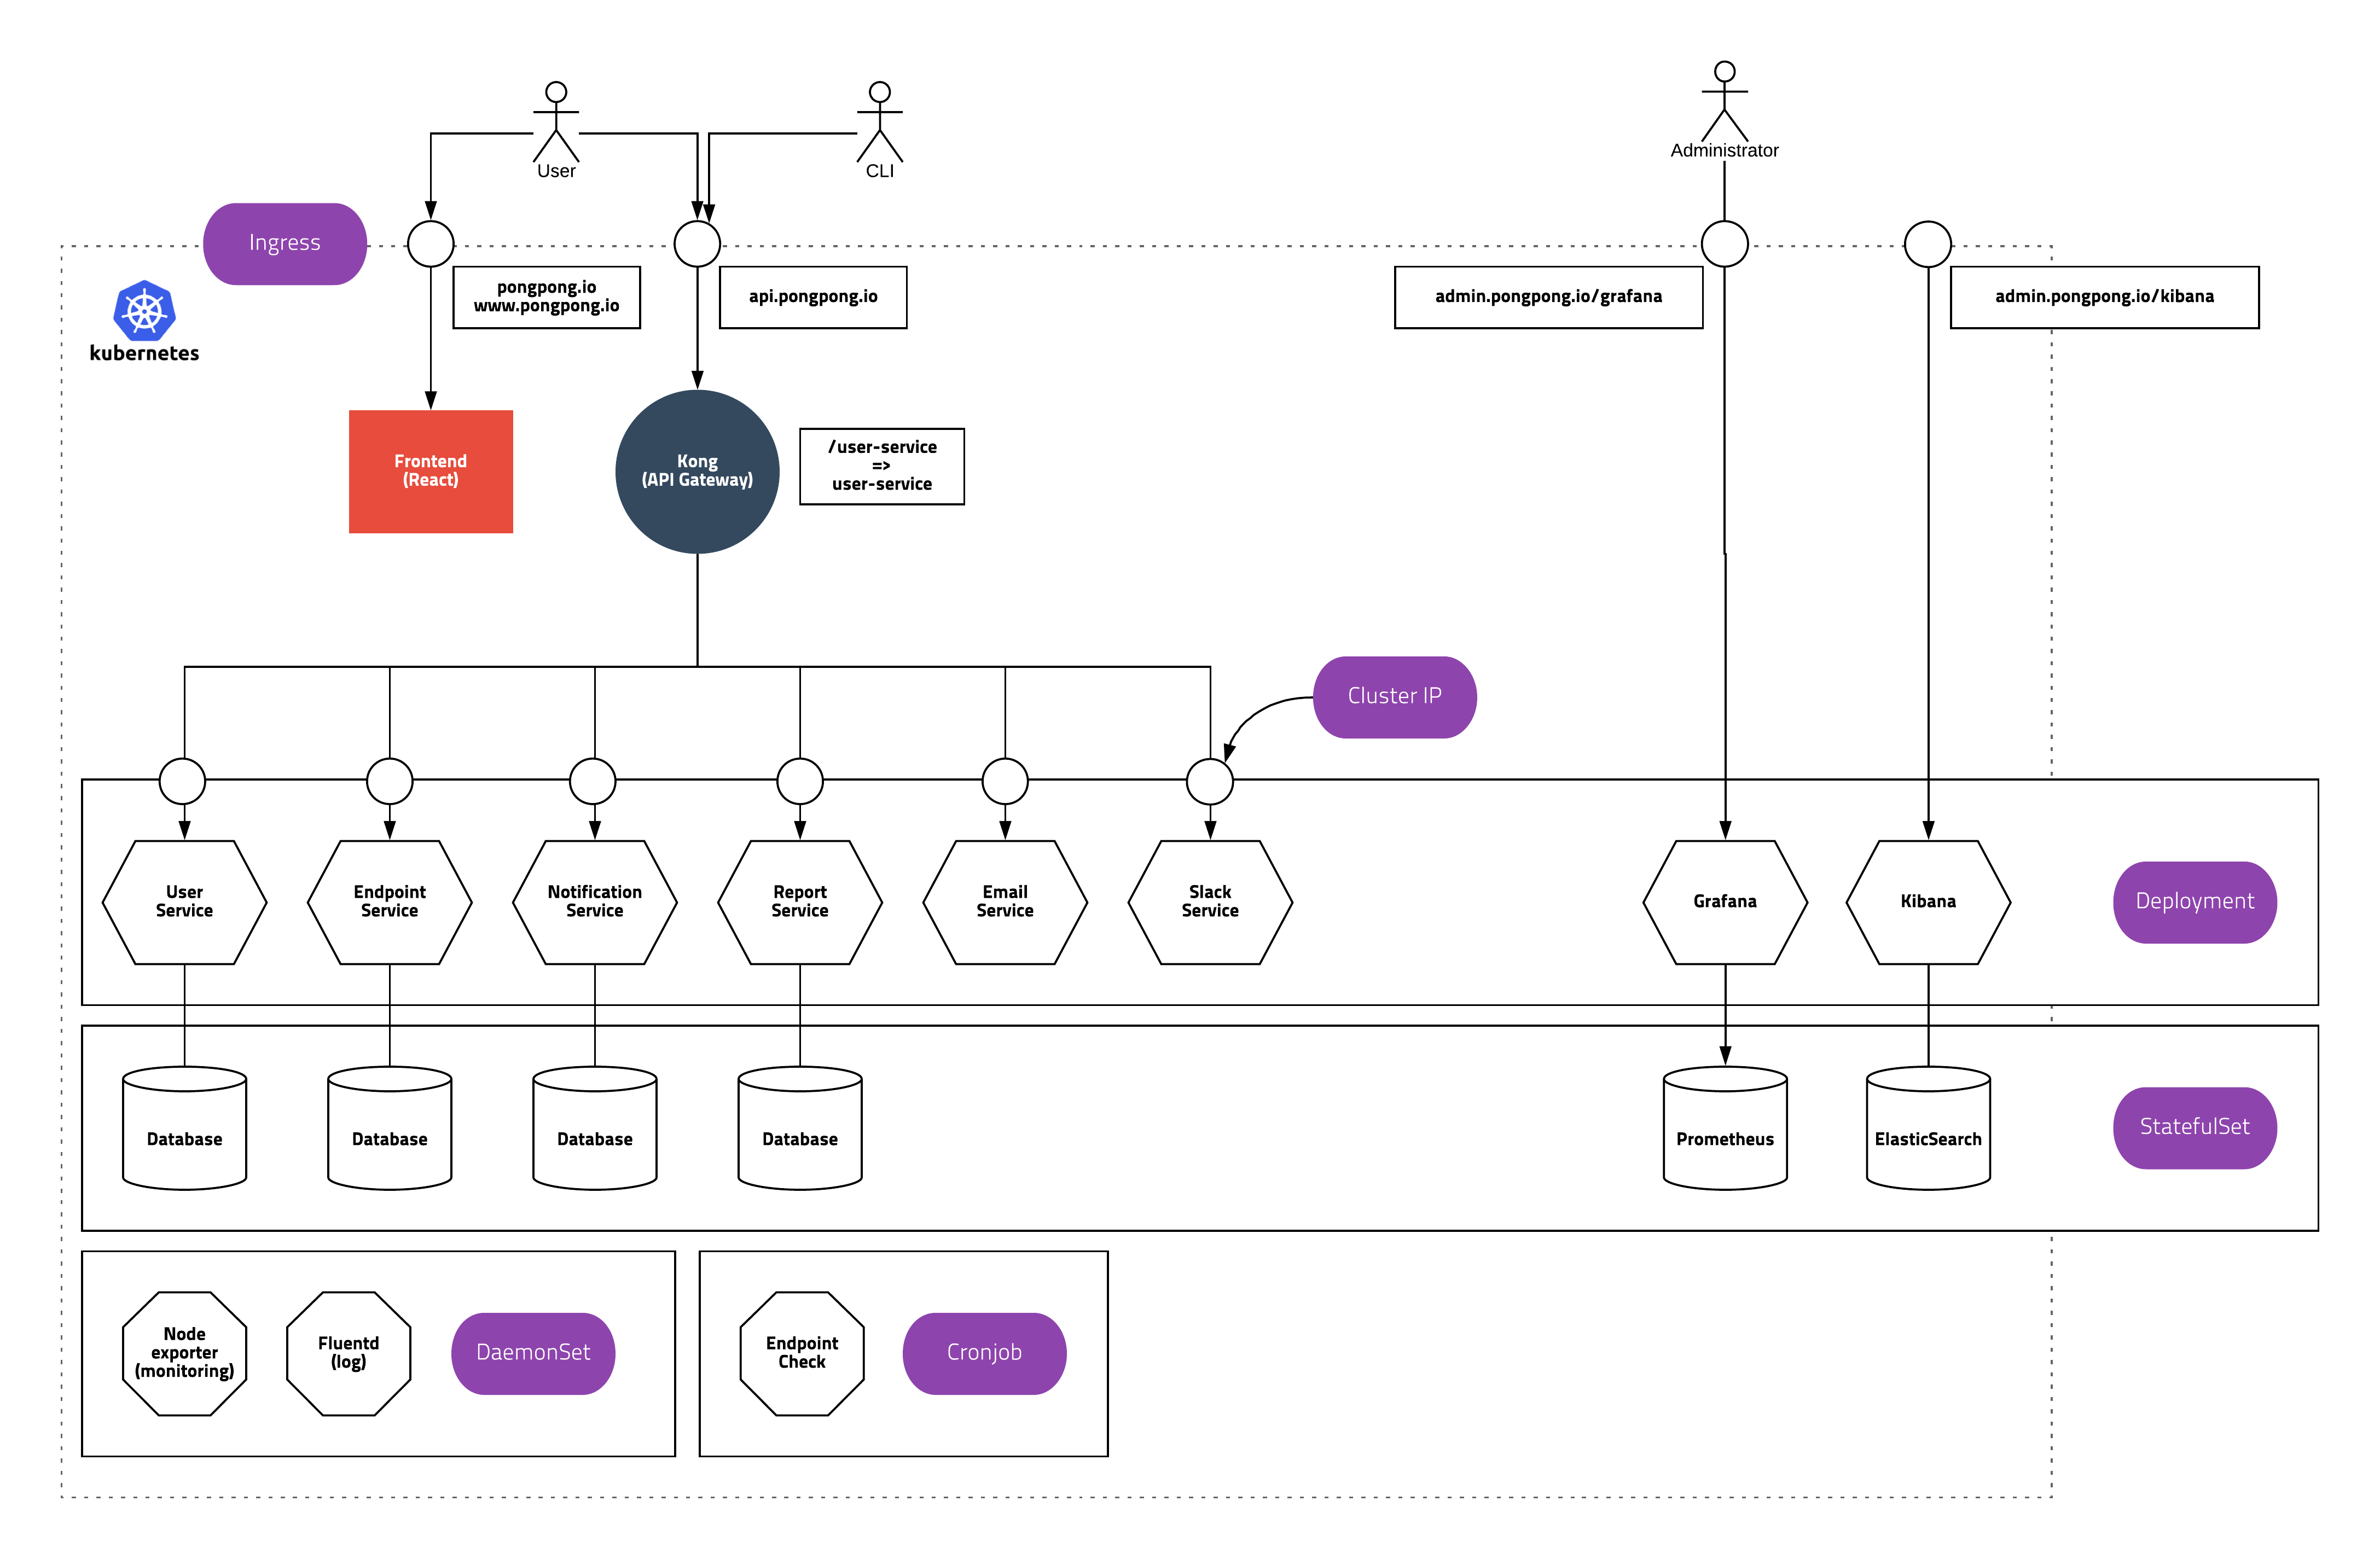 User
CLI
Administrator
Ingress
kubernetes
pongpong.io
www.pongpong.io
api.pongpong.io
admin.pongpong.io/grafana
admin.pongpong.io/kibana
Frontend
(React)
Kong
(API Gateway)
/user-service
=>
user-service
Cluster IP
User
Service
Endpoint
Service
Notification
Service
Report
Service
Email
Service
Slack
Service
Grafana
Kibana
Deployment
Database
Database
Database
Database
Prometheus
ElasticSearch
StatefulSet
Node
exporter
(monitoring)
Fluentd
(log)
DaemonSet
Endpoint
Check
Cronjob